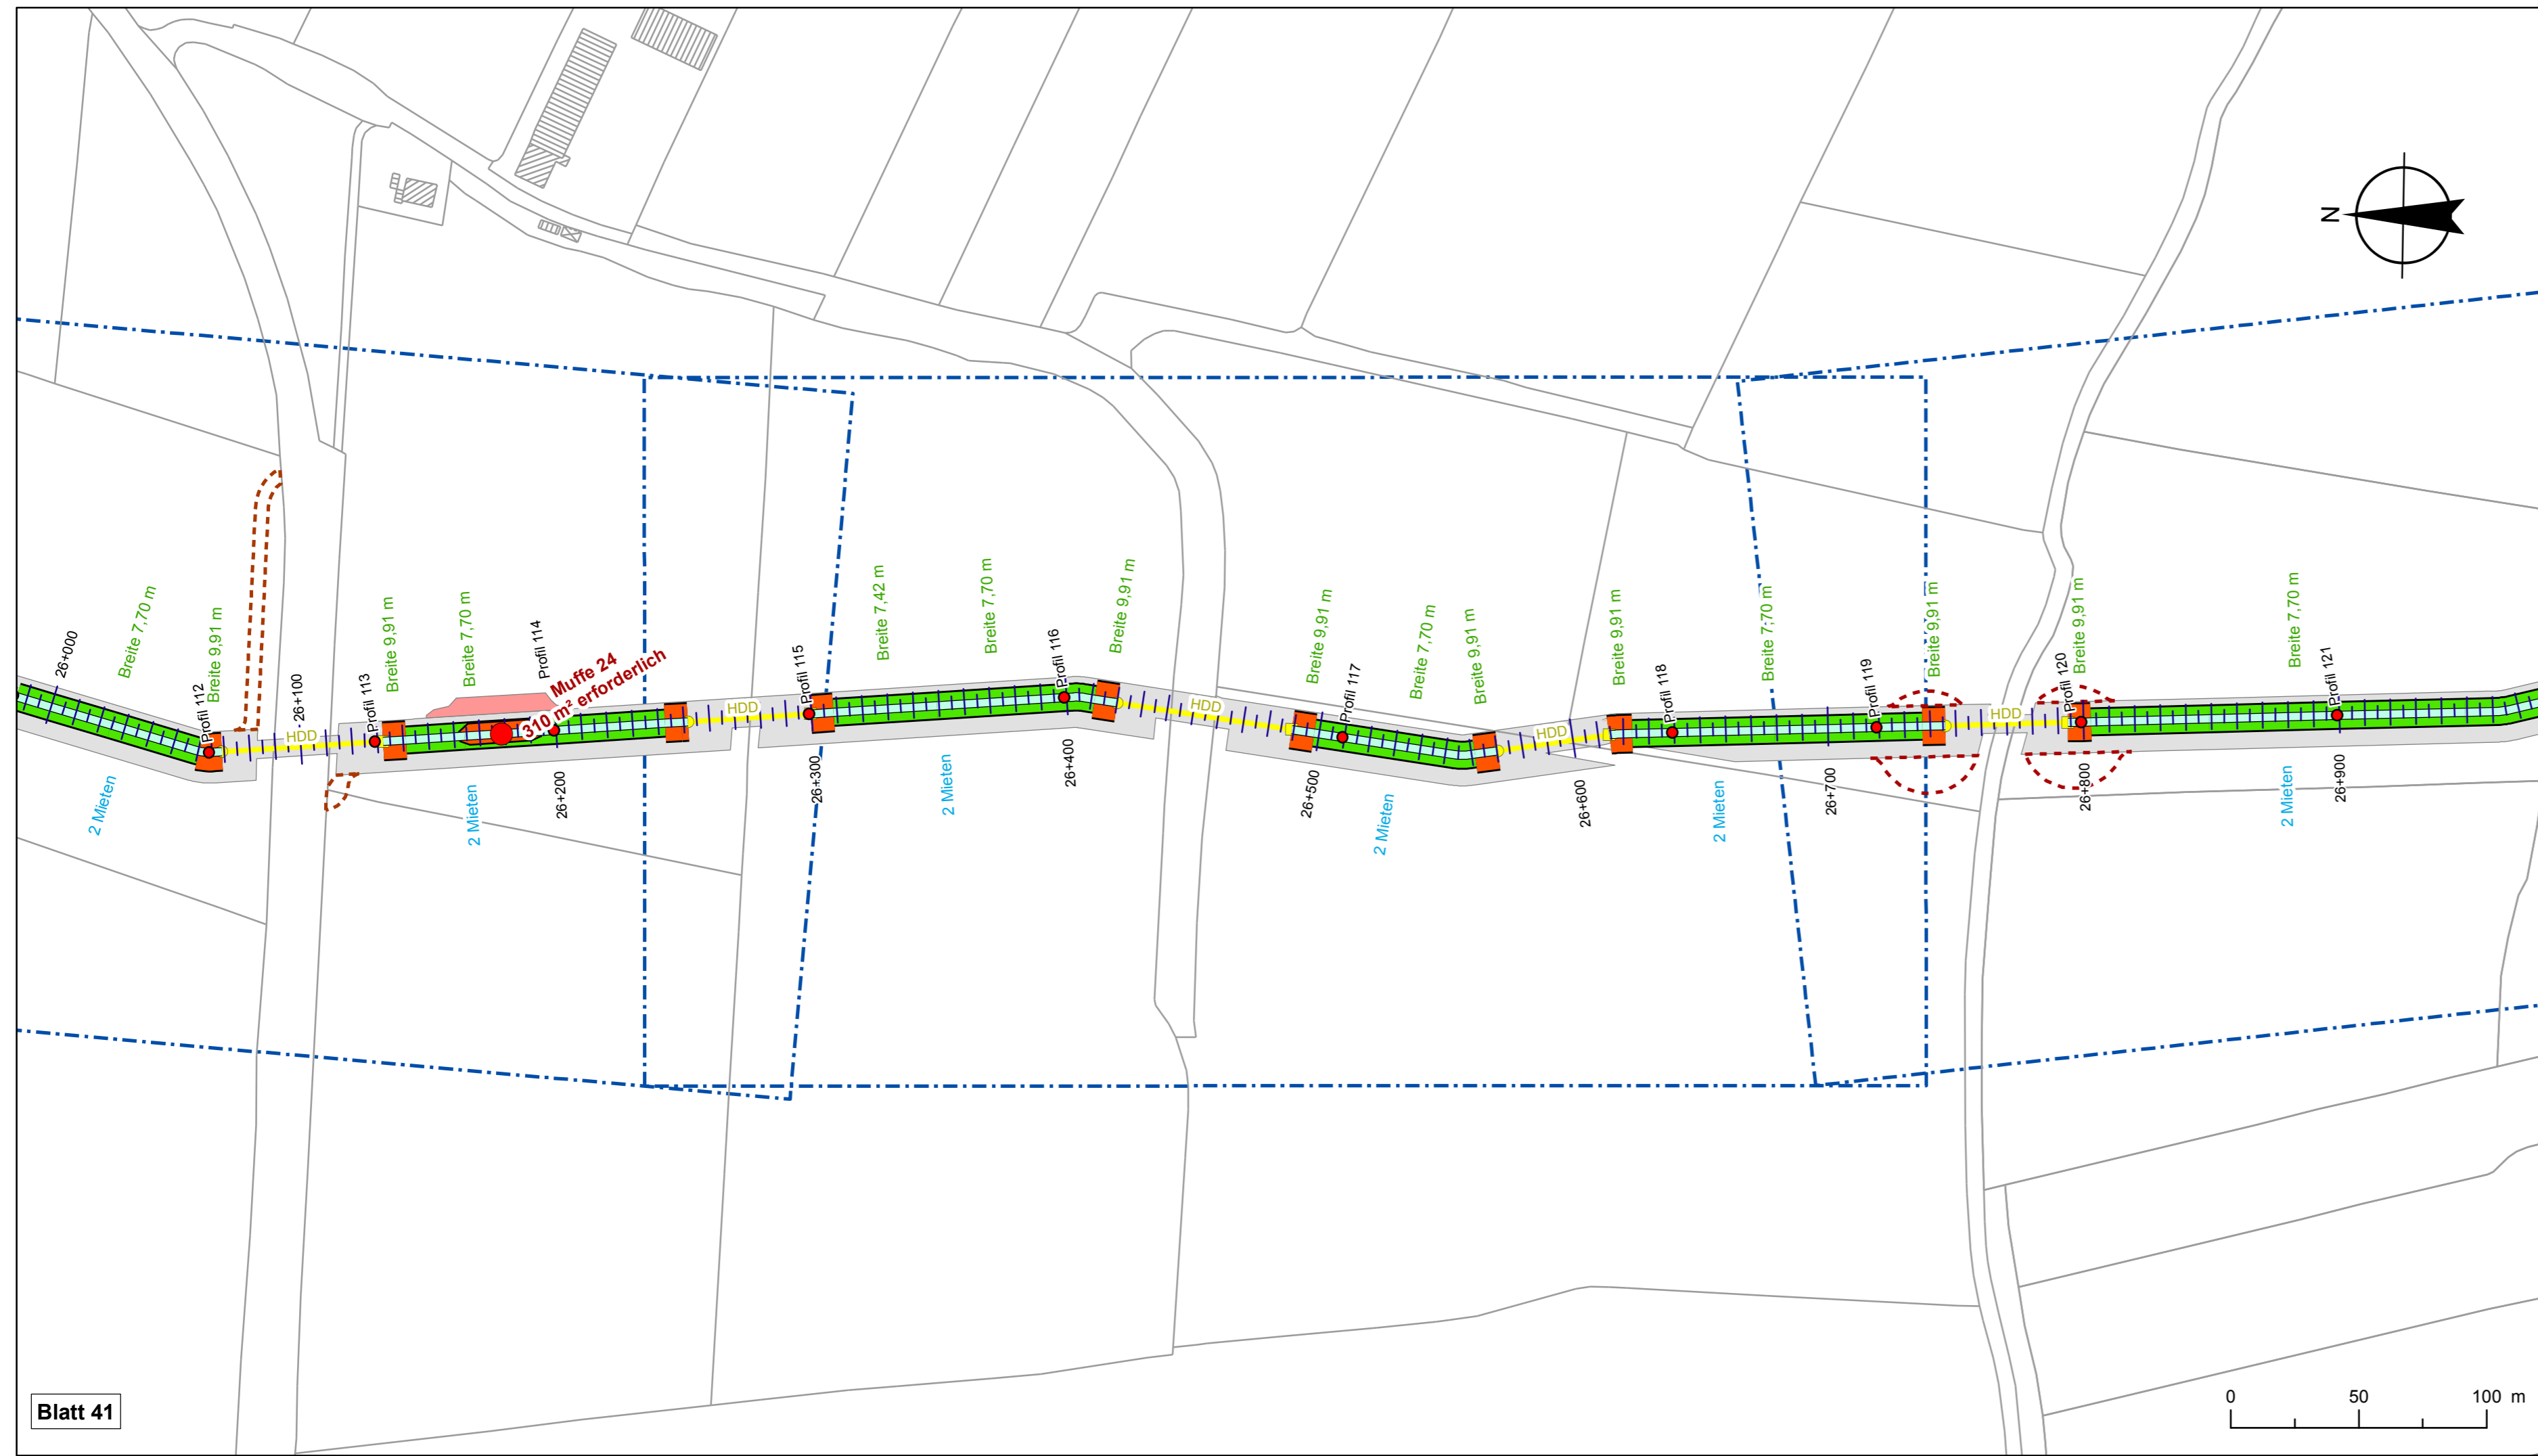 N
26+000
Breite 7,70 m
Breite 9,91 m
Profil 112
2 Mieten
HDD
26+100
Profil 113
Breite 9,91 m
Breite 7,70 m
Profil 114
Muffe 24
310 m² erforderlich
2 Mieten
26+200
HDD
Profil 115
26+300
Breite 7,42 m
2 Mieten
Breite 7,70 m
Profil 116
26+400
Breite 9,91 m
HDD
Breite 9,91 m
26+500
Profil 117
2 Mieten
Breite 7,70 m
Breite 9,91 m
HDD
26+600
Breite 9,91 m
Profil 118
2 Mieten
Breite 7,70 m
26+700
Profil 119
Breite 9,91 m
HDD
Profil 120
Breite 9,91 m
26+800
Breite 7,70 m
2 Mieten
Profil 121
26+900
Blatt 41
0 50 100 m